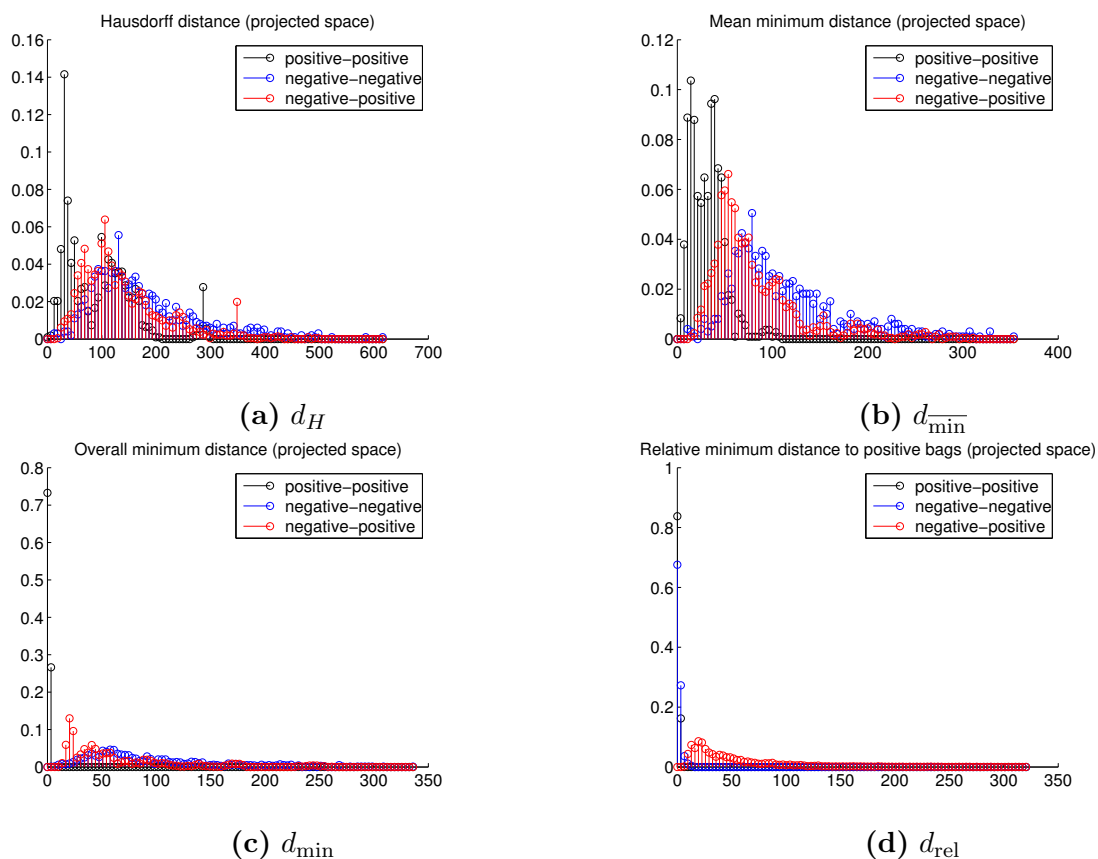 Hausdorff distance (projected space)
0.16
0.14
0.12
0.1
0.08
0.06
0.04
0.02
0
0 100 200 300 400 500 600 700
positive−positive
negative−negative
negative−positive
(a) d_H
Mean minimum distance (projected space)
0.12
0.1
0.08
0.06
0.04
0.02
0
0 100 200 300 400
positive−positive
negative−negative
negative−positive
(b) d_{\overline{min}}
Overall minimum distance (projected space)
0.8
0.7
0.6
0.5
0.4
0.3
0.2
0.1
0
0 50 100 150 200 250 300 350
positive−positive
negative−negative
negative−positive
(c) d_min
Relative minimum distance to positive bags (projected space)
1
0.8
0.6
0.4
0.2
0
0 50 100 150 200 250 300 350
positive−positive
negative−negative
negative−positive
(d) d_rel